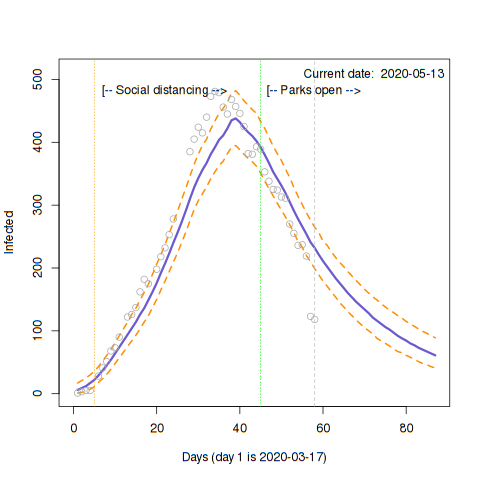 Current date: 2020-05-13
[-- Social distancing --> [-- Parks open -->
500
400
300
200
100
0
Infected
0 20 40 60 80
Days (day 1 is 2020-03-17)